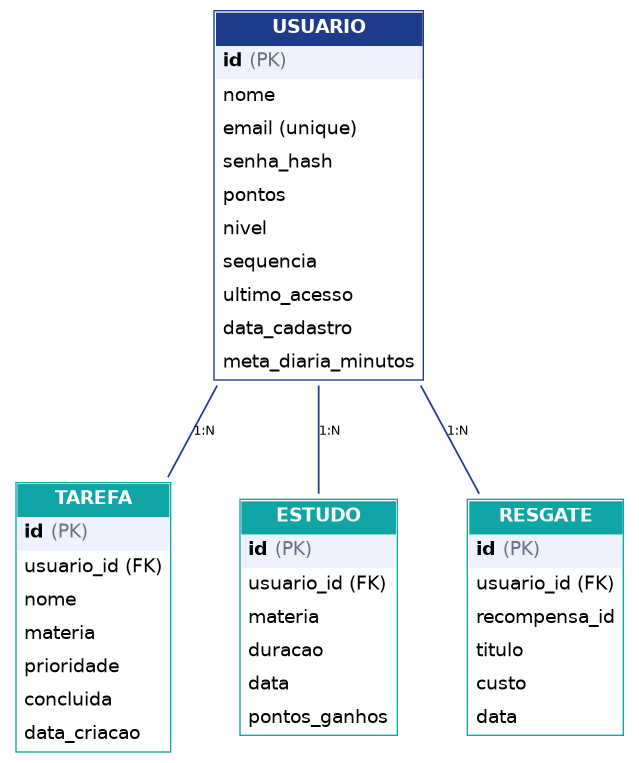 USUARIO
id (PK)
nome
email (unique)
senha_hash
pontos
nivel
sequencia
ultimo_acesso
data_cadastro
meta_diaria_minutos
1:N
1:N
1:N
TAREFA
id (PK)
usuario_id (FK)
nome
materia
prioridade
concluida
data_criacao
ESTUDO
id (PK)
usuario_id (FK)
materia
duracao
data
pontos_ganhos
RESGATE
id (PK)
usuario_id (FK)
recompensa_id
titulo
custo
data